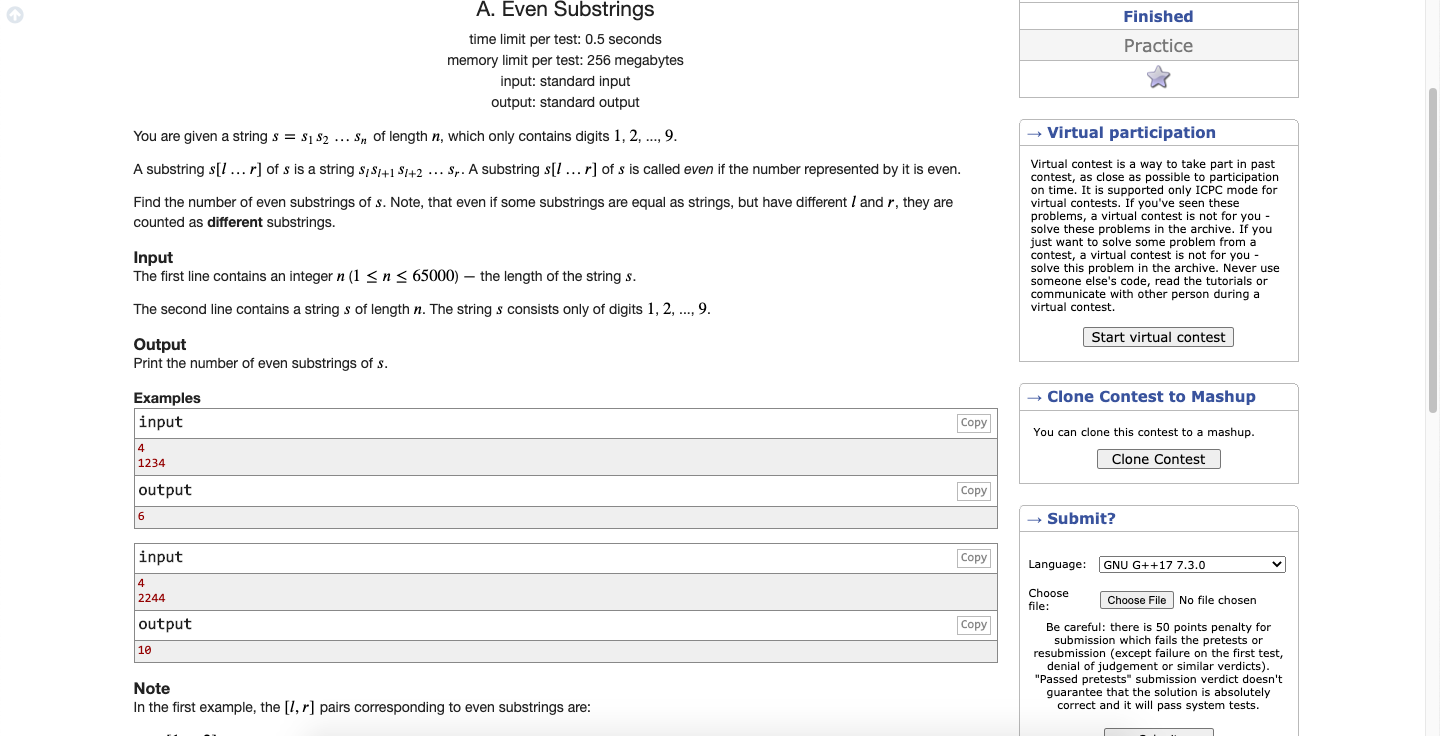 A. Even Substrings
time limit per test: 0.5 seconds
memory limit per test: 256 megabytes
input: standard input
output: standard output
You are given a string s = s₁s₂ … sₙ of length n, which only contains digits 1, 2, ..., 9.
A substring s[l … r] of s is a string sₗsₗ₊₁sₗ₊₂ … sᵣ. A substring s[l … r] of s is called even if the number represented by it is even.
Find the number of even substrings of s. Note, that even if some substrings are equal as strings, but have different l and r, they are
counted as different substrings.
Input
The first line contains an integer n (1 ≤ n ≤ 65000) — the length of the string s.
The second line contains a string s of length n. The string s consists only of digits 1, 2, ..., 9.
Output
Print the number of even substrings of s.
Examples
input
Copy
4
1234
output
Copy
6
input
Copy
4
2244
output
Copy
10
Note
In the first example, the [l, r] pairs corresponding to even substrings are:
Finished
Practice
→ Virtual participation
Virtual contest is a way to take part in past
contest, as close as possible to participation
on time. It is supported only ICPC mode for
virtual contests. If you've seen these
problems, a virtual contest is not for you -
solve these problems in the archive. If you
just want to solve some problem from a
contest, a virtual contest is not for you -
solve this problem in the archive. Never use
someone else's code, read the tutorials or
communicate with other person during a
virtual contest.
Start virtual contest
→ Clone Contest to Mashup
You can clone this contest to a mashup.
Clone Contest
→ Submit?
Language: GNU G++17 7.3.0
Choose
file:
Choose File No file chosen
Be careful: there is 50 points penalty for
submission which fails the pretests or
resubmission (except failure on the first test,
denial of judgement or similar verdicts).
"Passed pretests" submission verdict doesn't
guarantee that the solution is absolutely
correct and it will pass system tests.